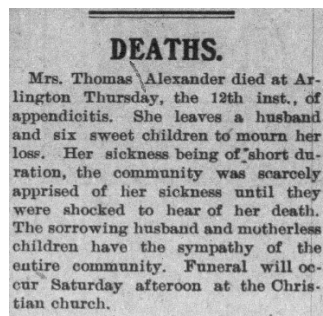 DEATHS.
Mrs. Thomas Alexander died at Ar-
lington Thursday, the 12th inst., of
appendicitis. She leaves a husband
and six sweet children to mourn her
loss. Her sickness being of short du-
ration, the community was scarcely
apprised of her sickness until they
were shocked to hear of her death.
The sorrowing husband and motherless
children have the sympathy of the
entire community. Funeral will oc-
cur Saturday afteroon at the Chris-
tian church.